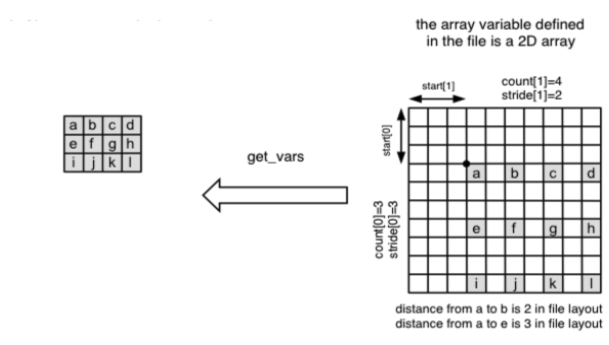 the array variable defined
in the file is a 2D array
start[1]
count[1]=4
stride[1]=2
start[0]
a b c d
e f g h
i j k l
get_vars
a b c d
count[0]=3
stride[0]=3
e f g h
i j k l
distance from a to b is 2 in file layout
distance from a to e is 3 in file layout